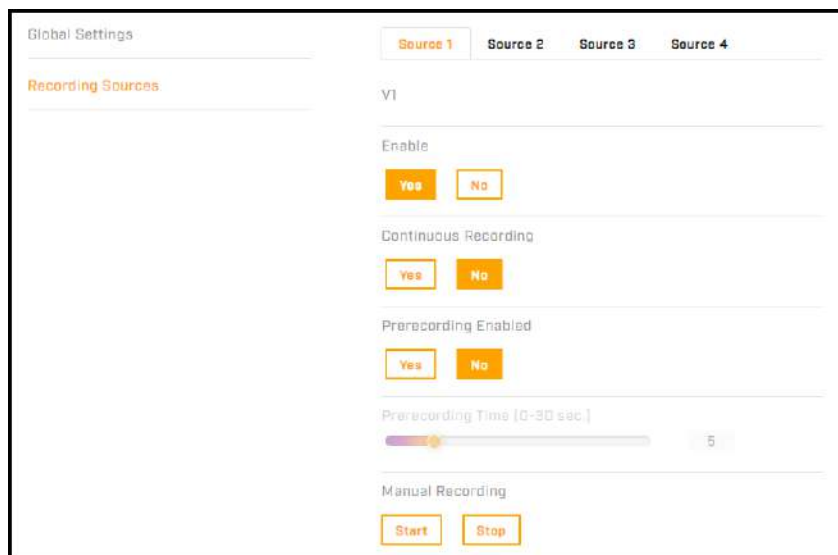 Global Settings
Recording Sources
Source 1 Source 2 Source 3 Source 4
V1
Enable
Yes No
Continuous Recording
Yes No
Prerecording Enabled
Yes No
Prerecording Time (0-30 sec.)
5
Manual Recording
Start Stop